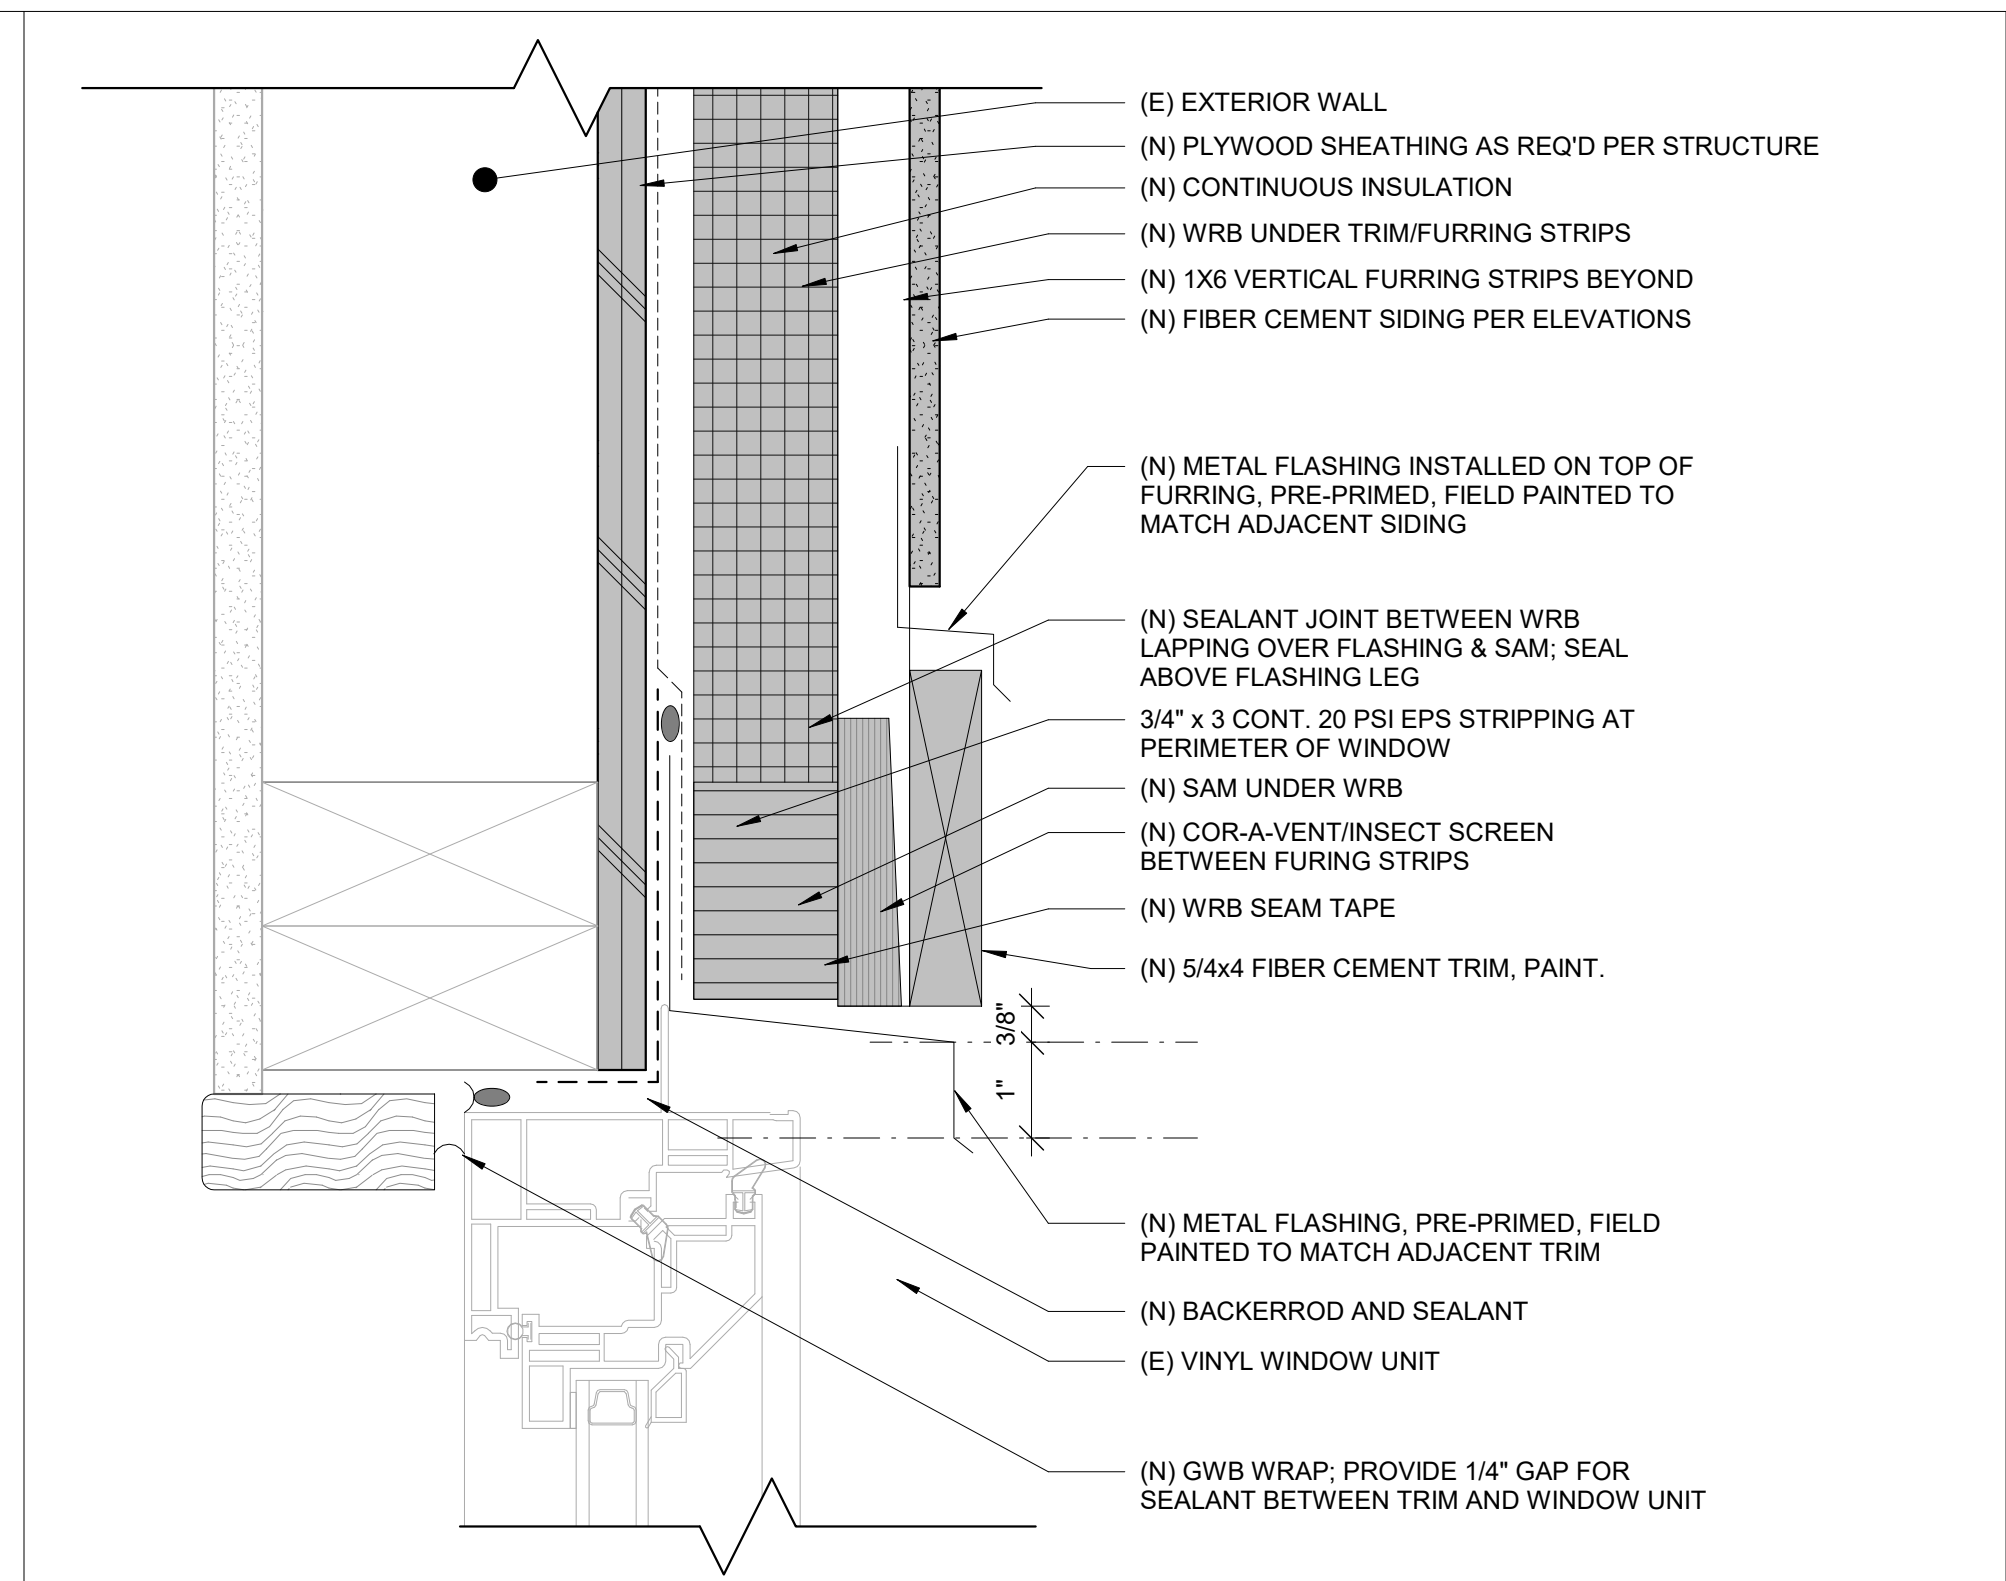 (E) EXTERIOR WALL
(N) PLYWOOD SHEATHING AS REQ'D PER STRUCTURE
(N) CONTINUOUS INSULATION
(N) WRB UNDER TRIM/FURRING STRIPS
(N) 1X6 VERTICAL FURRING STRIPS BEYOND
(N) FIBER CEMENT SIDING PER ELEVATIONS
(N) METAL FLASHING INSTALLED ON TOP OF
FURRING, PRE-PRIMED, FIELD PAINTED TO
MATCH ADJACENT SIDING
(N) SEALANT JOINT BETWEEN WRB
LAPPING OVER FLASHING & SAM; SEAL
ABOVE FLASHING LEG
3/4" x 3 CONT. 20 PSI EPS STRIPPING AT
PERIMETER OF WINDOW
(N) SAM UNDER WRB
(N) COR-A-VENT/INSECT SCREEN
BETWEEN FURING STRIPS
(N) WRB SEAM TAPE
(N) 5/4x4 FIBER CEMENT TRIM, PAINT.
3/8"
1"
(N) METAL FLASHING, PRE-PRIMED, FIELD
PAINTED TO MATCH ADJACENT TRIM
(N) BACKERROD AND SEALANT
(E) VINYL WINDOW UNIT
(N) GWB WRAP; PROVIDE 1/4" GAP FOR
SEALANT BETWEEN TRIM AND WINDOW UNIT